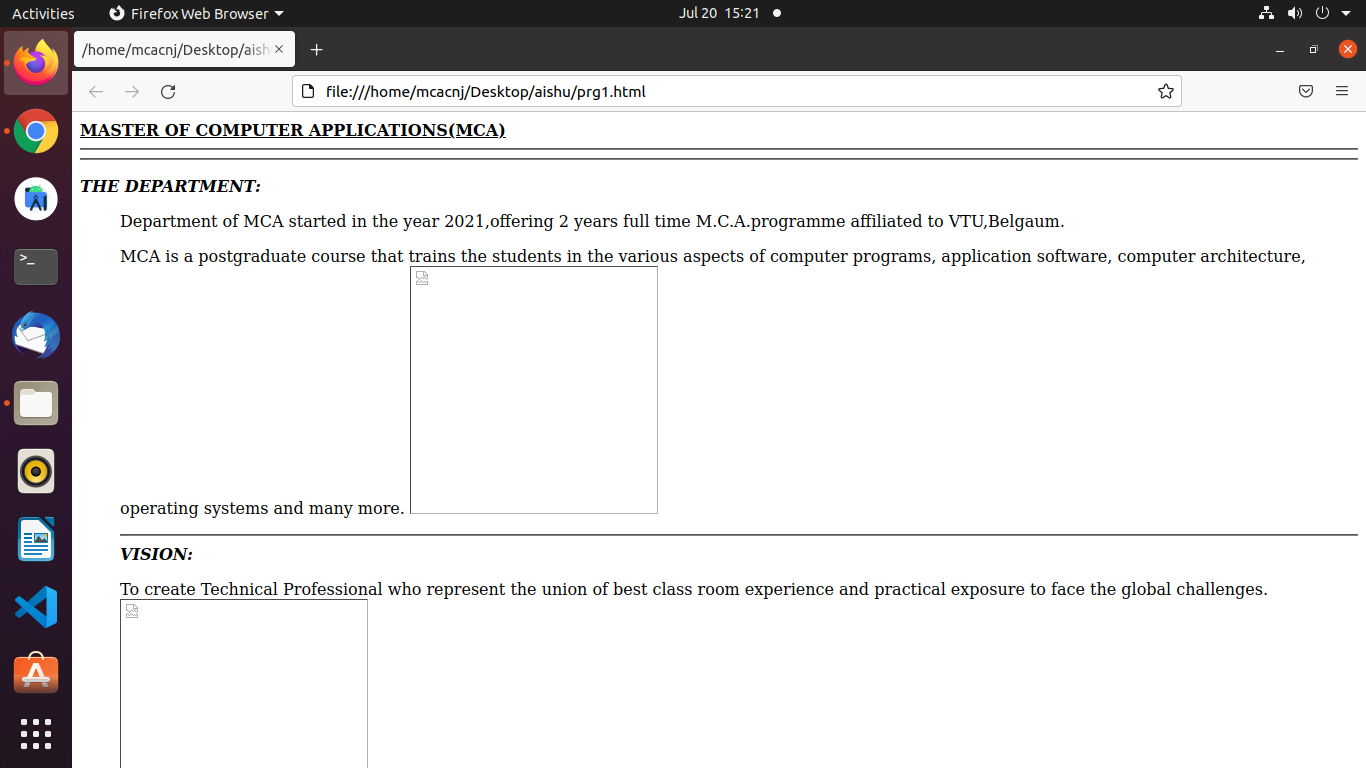 Activities Firefox Web Browser Jul 20 15:21
/home/mcacnj/Desktop/aish
file:///home/mcacnj/Desktop/aishu/prg1.html
MASTER OF COMPUTER APPLICATIONS(MCA)
THE DEPARTMENT:
Department of MCA started in the year 2021,offering 2 years full time M.C.A.programme affiliated to VTU,Belgaum.
MCA is a postgraduate course that trains the students in the various aspects of computer programs, application software, computer architecture,
operating systems and many more.
VISION:
To create Technical Professional who represent the union of best class room experience and practical exposure to face the global challenges.